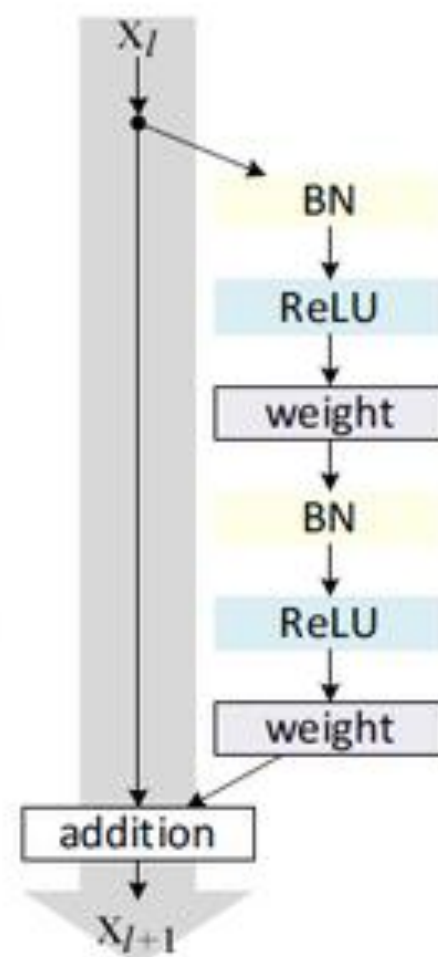 x_l
BN
ReLU
weight
BN
ReLU
weight
addition
x_{l+1}